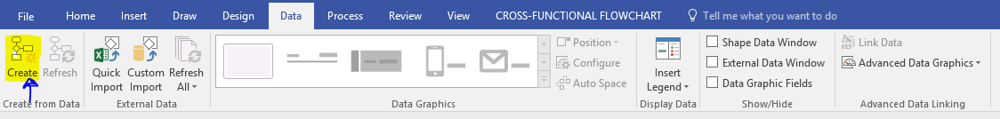 File Home Insert Draw Design Data Process Review View CROSS-FUNCTIONAL FLOWCHART Tell me what you want to do
Create
Refresh
Create from Data
Quick
Import
Custom
Import
Refresh
All
External Data
Data Graphics
Position
Configure
Auto Space
Insert
Legend
Display Data
Shape Data Window
External Data Window
Data Graphic Fields
Show/Hide
Link Data
Advanced Data Graphics
Advanced Data Linking